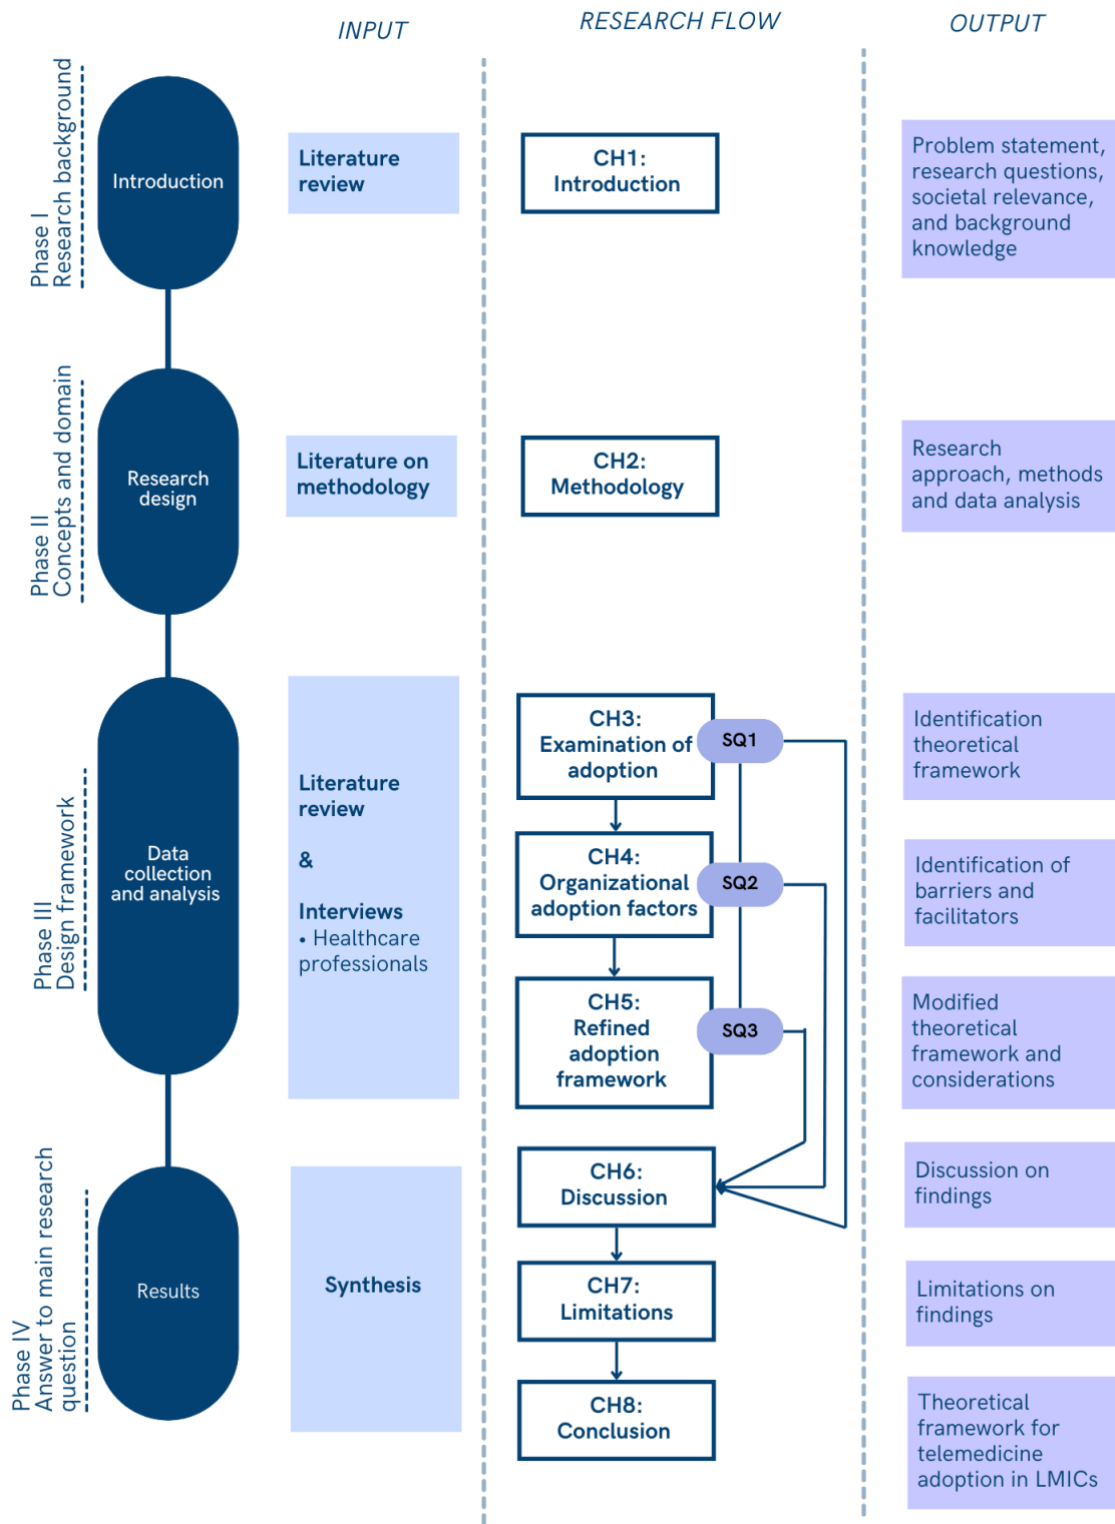 INPUT
RESEARCH FLOW
OUTPUT
Phase I
Research background
Introduction
Literature
review
CH1:
Introduction
Problem statement,
research questions,
societal relevance,
and background
knowledge
Phase II
Concepts and domain
Research
design
Literature on
methodology
CH2:
Methodology
Research
approach, methods
and data analysis
Phase III
Design framework
Data
collection
and analysis
Literature
review
&
Interviews
• Healthcare
professionals
CH3:
Examination of
adoption
SQ1
Identification
theoretical
framework
CH4:
Organizational
adoption factors
SQ2
Identification of
barriers and
facilitators
CH5:
Refined
adoption
framework
SQ3
Modified
theoretical
framework and
considerations
Phase IV
Answer to main research
question
Results
Synthesis
CH6:
Discussion
Discussion on
findings
CH7:
Limitations
Limitations on
findings
CH8:
Conclusion
Theoretical
framework for
telemedicine
adoption in LMICs